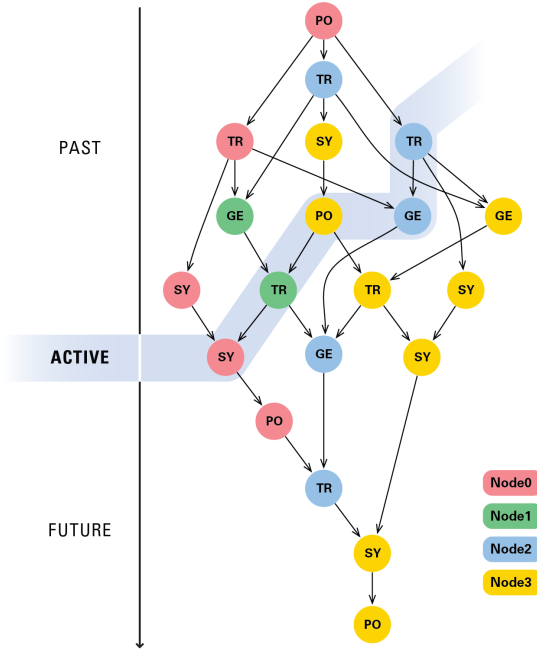 PO
TR
TR
SY
TR
PAST
GE
PO
GE
GE
SY
TR
TR
SY
ACTIVE
SY
GE
SY
PO
TR
FUTURE
SY
PO
Node0
Node1
Node2
Node3